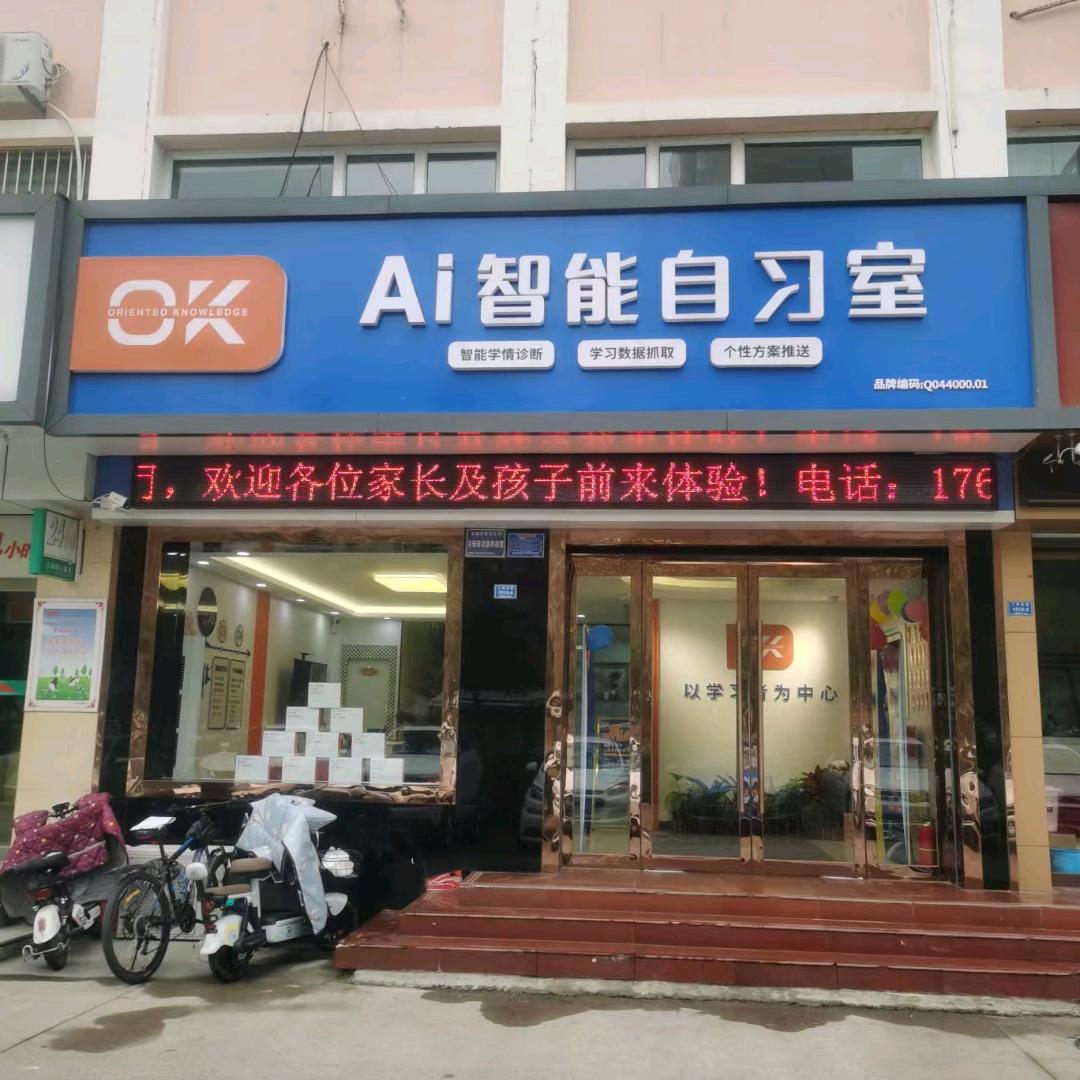 OK
ORIENTED KNOWLEDGE
Ai智能自习室
智能学情诊断
学习数据抓取
个性方案推送
品牌编码:Q044000.01
，欢迎各位家长及孩子前来体验！电话：176
24
小时
以学习者为中心